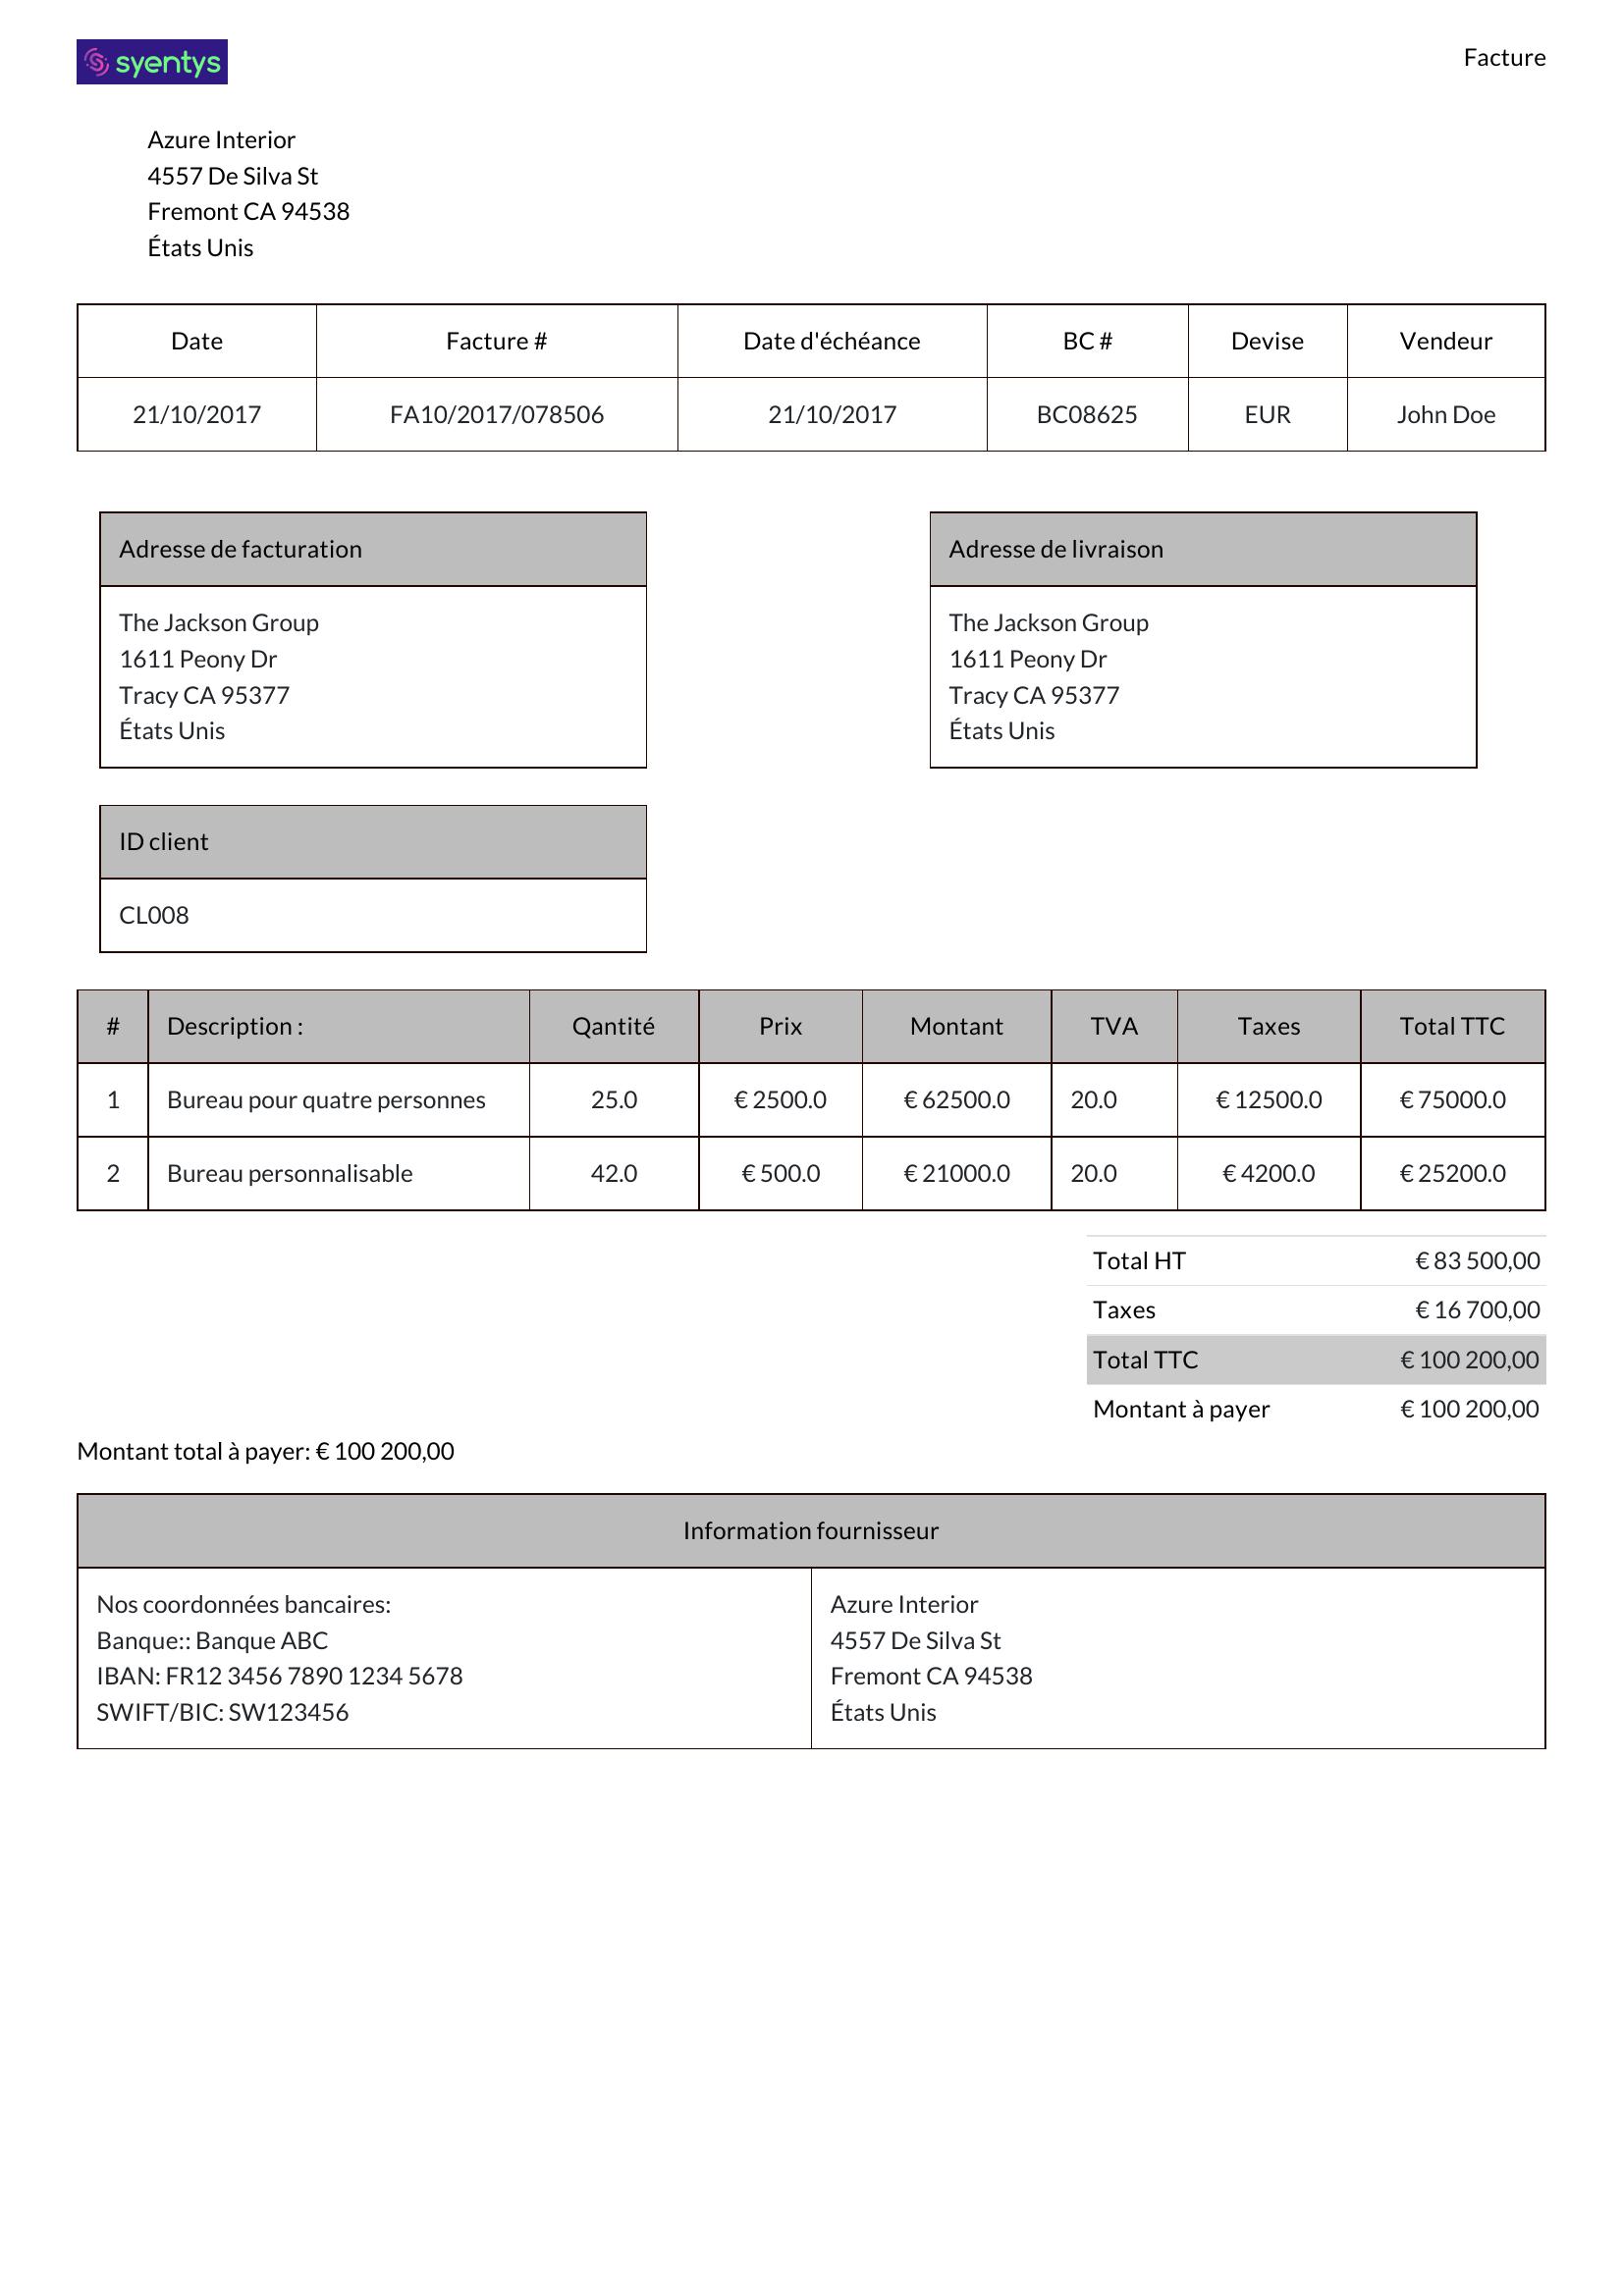 syentys
Facture
Azure Interior
4557 De Silva St
Fremont CA 94538
États Unis
Date Facture # Date d'échéance BC # Devise Vendeur
21/10/2017 FA10/2017/078506 21/10/2017 BC08625 EUR John Doe
Adresse de facturation
The Jackson Group
1611 Peony Dr
Tracy CA 95377
États Unis
Adresse de livraison
The Jackson Group
1611 Peony Dr
Tracy CA 95377
États Unis
ID client
CL008
# Description : Qantité Prix Montant TVA Taxes Total TTC
1 Bureau pour quatre personnes 25.0 € 2500.0 € 62500.0 20.0 € 12500.0 € 75000.0
2 Bureau personnalisable 42.0 € 500.0 € 21000.0 20.0 € 4200.0 € 25200.0
Total HT € 83 500,00
Taxes € 16 700,00
Total TTC € 100 200,00
Montant à payer € 100 200,00
Montant total à payer: € 100 200,00
Information fournisseur
Nos coordonnées bancaires:
Banque:: Banque ABC
IBAN: FR12 3456 7890 1234 5678
SWIFT/BIC: SW123456
Azure Interior
4557 De Silva St
Fremont CA 94538
États Unis